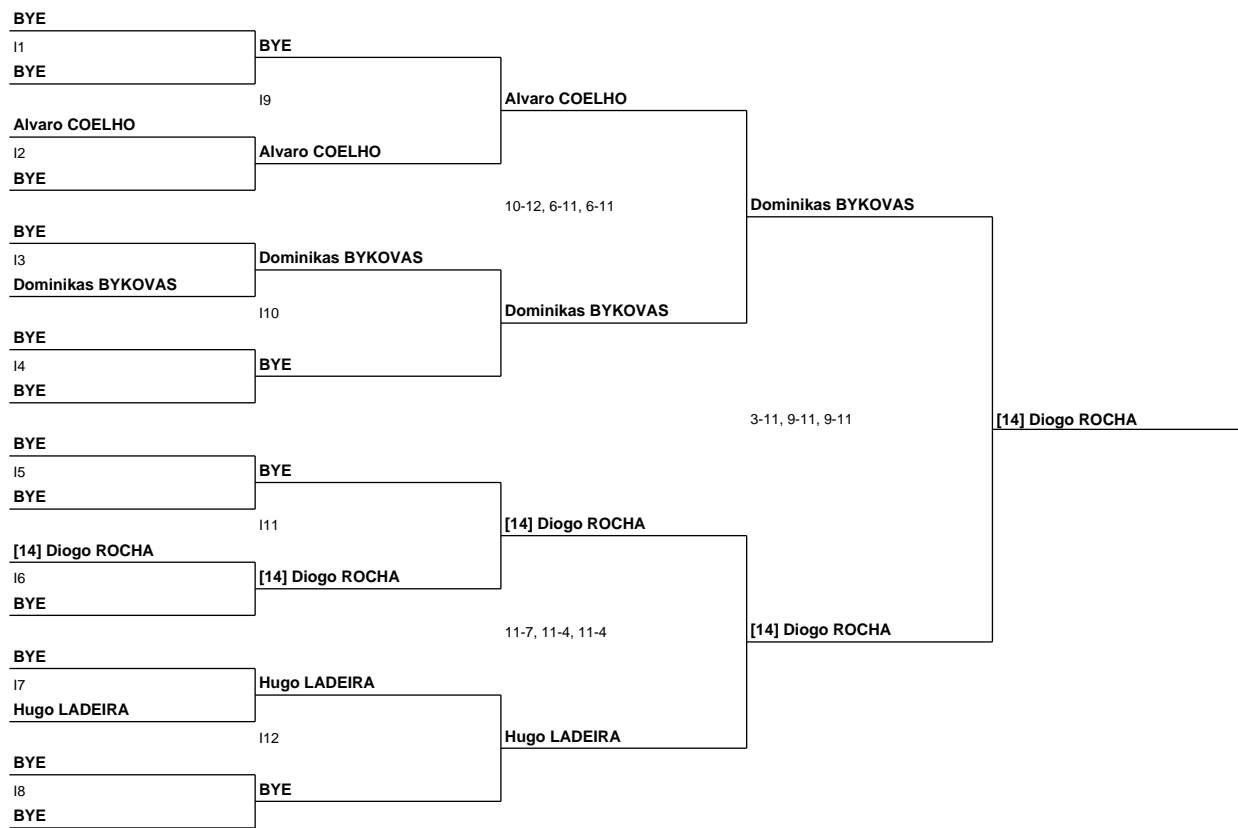 BYE
I1
BYE
BYE
I9
Alvaro COELHO
Alvaro COELHO
I2
Alvaro COELHO
BYE
10-12, 6-11, 6-11
Dominikas BYKOVAS
BYE
I3
Dominikas BYKOVAS
Dominikas BYKOVAS
I10
Dominikas BYKOVAS
BYE
I4
BYE
BYE
3-11, 9-11, 9-11
[14] Diogo ROCHA
BYE
I5
BYE
BYE
I11
[14] Diogo ROCHA
[14] Diogo ROCHA
I6
[14] Diogo ROCHA
BYE
11-7, 11-4, 11-4
[14] Diogo ROCHA
BYE
I7
Hugo LADEIRA
Hugo LADEIRA
I12
Hugo LADEIRA
BYE
I8
BYE
BYE